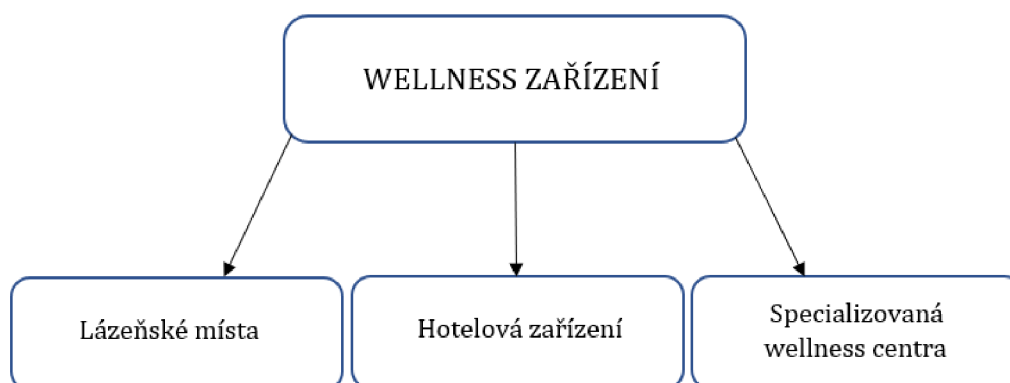 WELLNESS ZAŘÍZENÍ
Lázeňské místa
Hotelová zařízení
Specializovaná
wellness centra